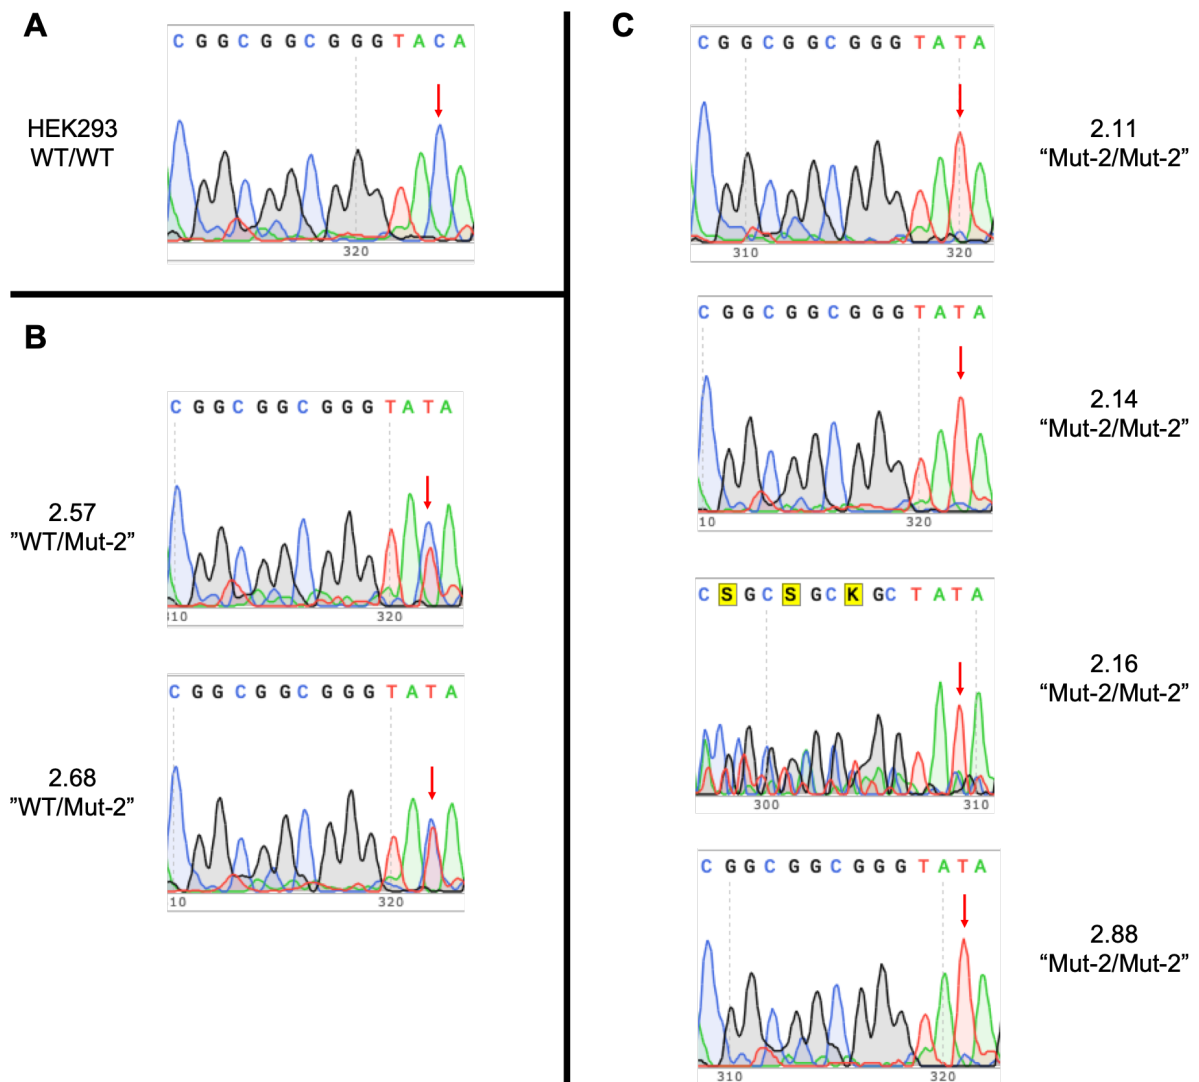 A
C G G C G G C G G G T A C A
HEK293
WT/WT
320
B
C G G C G G C G G G T A T A
2.57
”WT/Mut-2”
310
320
C G G C G G C G G G T A T A
2.68
”WT/Mut-2”
10
320
C
C G G C G G C G G G T A T A
2.11
“Mut-2/Mut-2”
310
320
C G G C G G C G G G T A T A
2.14
“Mut-2/Mut-2”
10
320
C S G C S G C K G C T A T A
2.16
“Mut-2/Mut-2”
300
310
C G G C G G C G G G T A T A
2.88
“Mut-2/Mut-2”
310
320